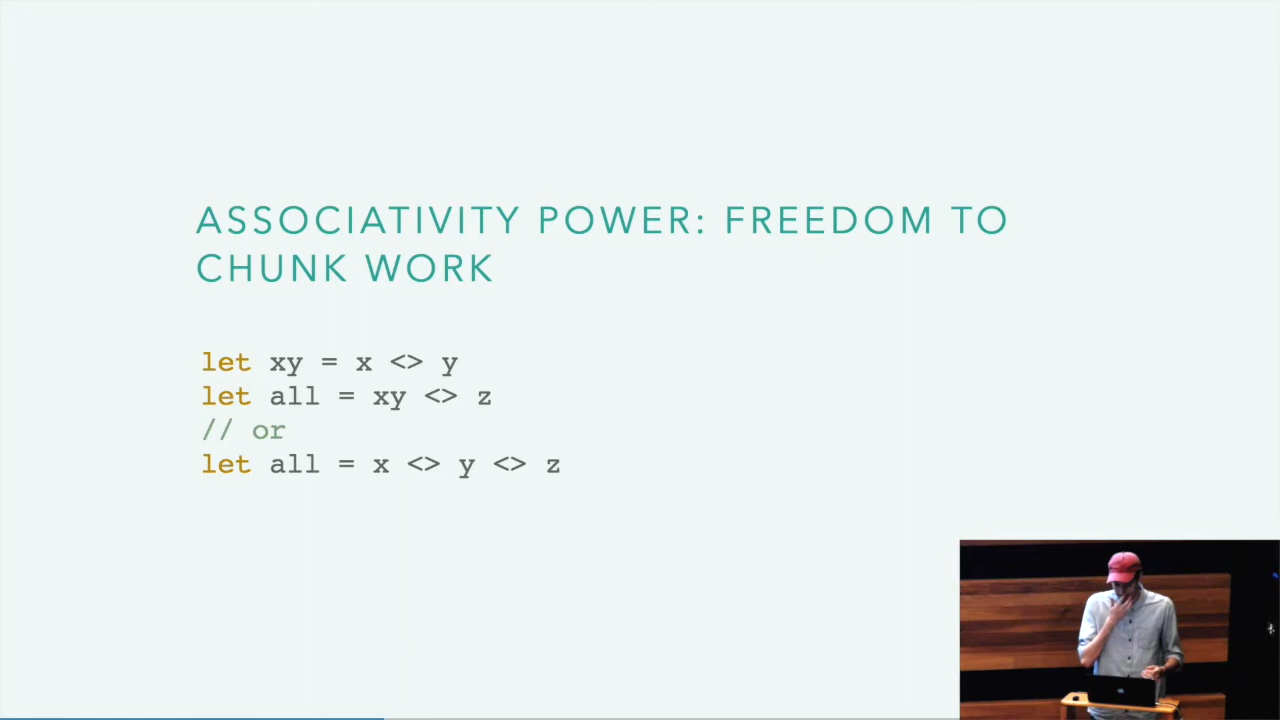 ASSOCIATIVITY POWER: FREEDOM TO
CHUNK WORK
let xy = x <> y
let all = xy <> z
// or
let all = x <> y <> z